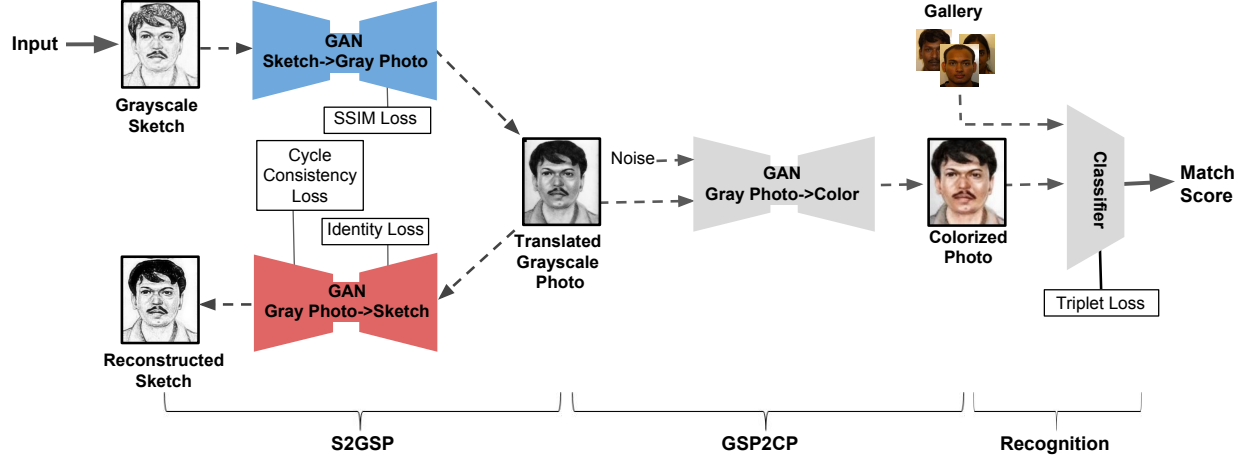 Input
Grayscale
Sketch
GAN
Sketch->Gray Photo
SSIM Loss
Cycle
Consistency
Loss
Identity Loss
GAN
Gray Photo->Sketch
Reconstructed
Sketch
Translated
Grayscale
Photo
Noise
GAN
Gray Photo->Color
Gallery
Colorized
Photo
Classifier
Triplet Loss
Match
Score
S2GSP
GSP2CP
Recognition